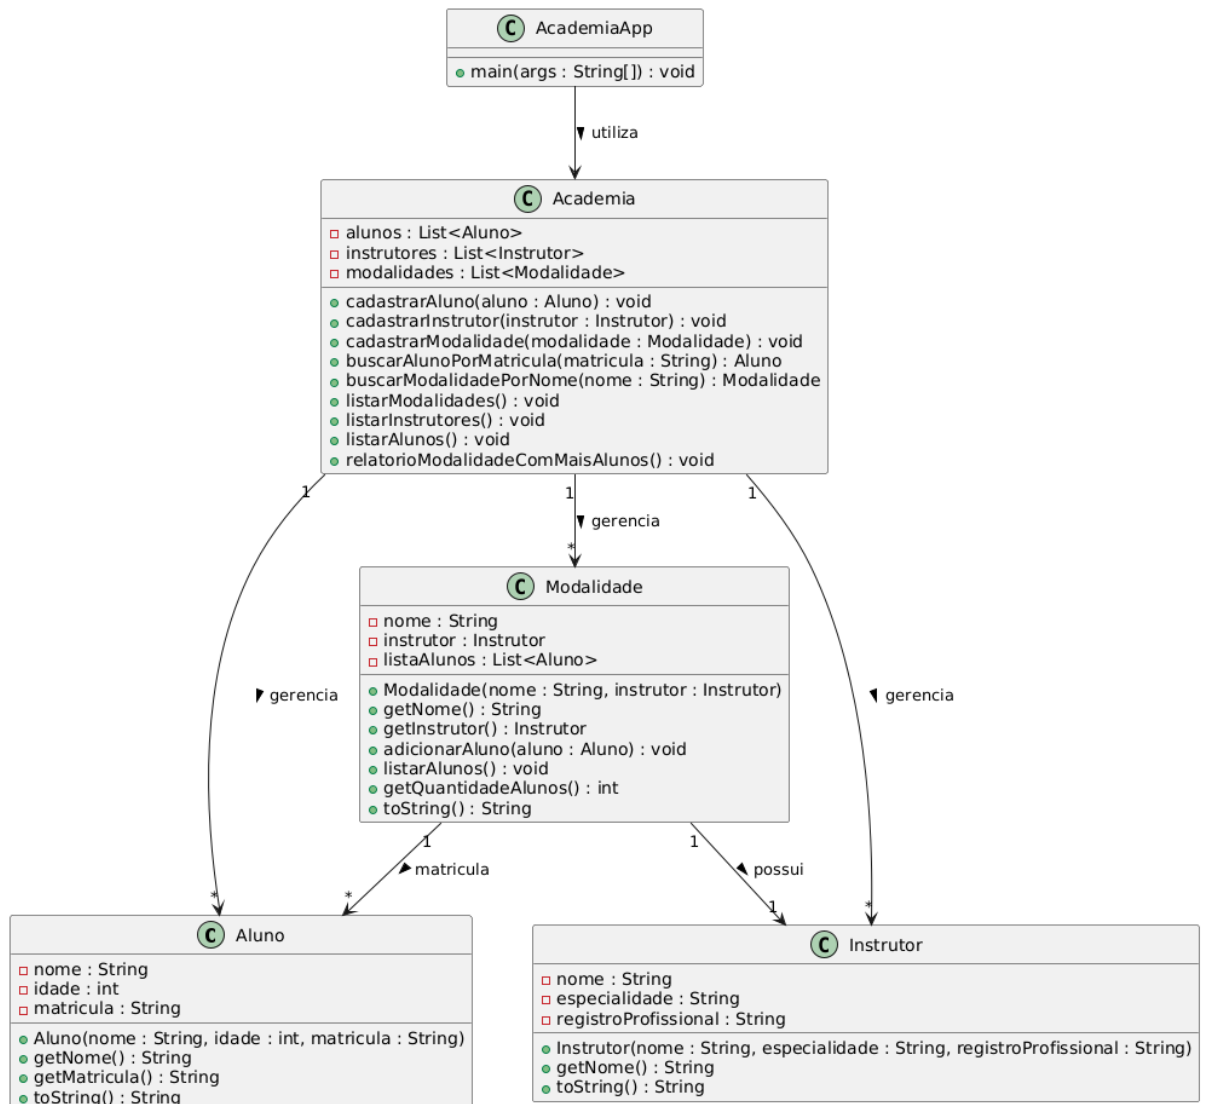 C AcademiaApp
main(args : String[]) : void
utiliza
C Academia
alunos : List<Aluno>
instrutores : List<Instrutor>
modalidades : List<Modalidade>
cadastrarAluno(aluno : Aluno) : void
cadastrarInstrutor(instrutor : Instrutor) : void
cadastrarModalidade(modalidade : Modalidade) : void
buscarAlunoPorMatricula(matricula : String) : Aluno
buscarModalidadePorNome(nome : String) : Modalidade
listarModalidades() : void
listarInstrutores() : void
listarAlunos() : void
relatorioModalidadeComMaisAlunos() : void
1 1 1
gerencia
*
C Modalidade
nome : String
instrutor : Instrutor
listaAlunos : List<Aluno>
Modalidade(nome : String, instrutor : Instrutor)
getNome() : String
getInstrutor() : Instrutor
adicionarAluno(aluno : Aluno) : void
listarAlunos() : void
getQuantidadeAlunos() : int
toString() : String
gerencia
gerencia
1 1
matricula
possui
* * 1 *
C Aluno
nome : String
idade : int
matricula : String
Aluno(nome : String, idade : int, matricula : String)
getNome() : String
getMatricula() : String
toString() : String
C Instrutor
nome : String
especialidade : String
registroProfissional : String
Instrutor(nome : String, especialidade : String, registroProfissional : String)
getNome() : String
toString() : String